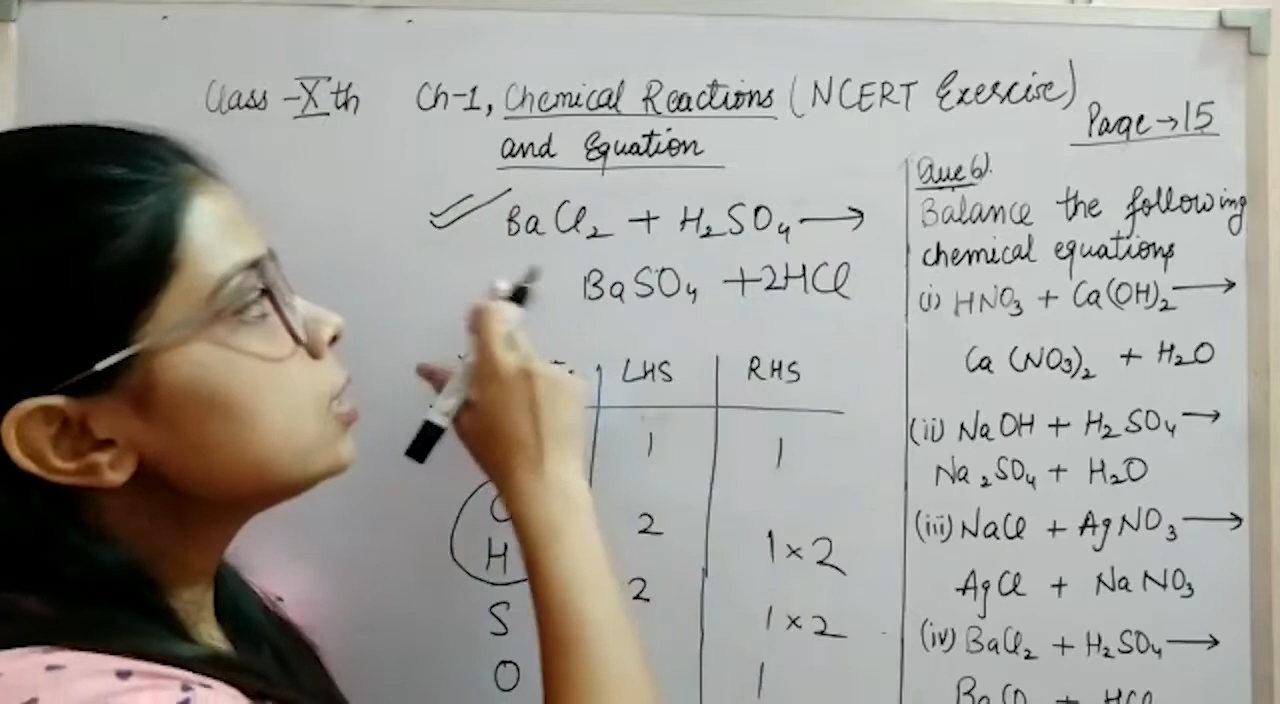 Class -Xth Ch-1, Chemical Reactions (NCERT Exercise)
and Equation
Page→15
BaCl₂ + H₂SO₄ ⟶
BaSO₄ + 2HCl
LHS RHS
1 1
2 1×2
H 2 1×2
S 1
O
Que 6).
Balance the following
chemical equations
(i) HNO₃ + Ca(OH)₂ ⟶
Ca(NO₃)₂ + H₂O
(ii) NaOH + H₂SO₄ ⟶
Na₂SO₄ + H₂O
(iii) NaCl + AgNO₃ ⟶
AgCl + NaNO₃
(iv) BaCl₂ + H₂SO₄ ⟶
BaSO + HCl